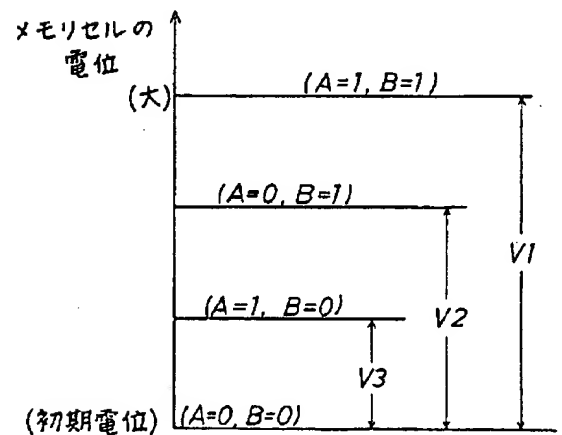 メモリセルの
電位
(大)
(A=1, B=1)
(A=0, B=1)
V1
(A=1, B=0)
V2
V3
(初期電位)
(A=0, B=0)